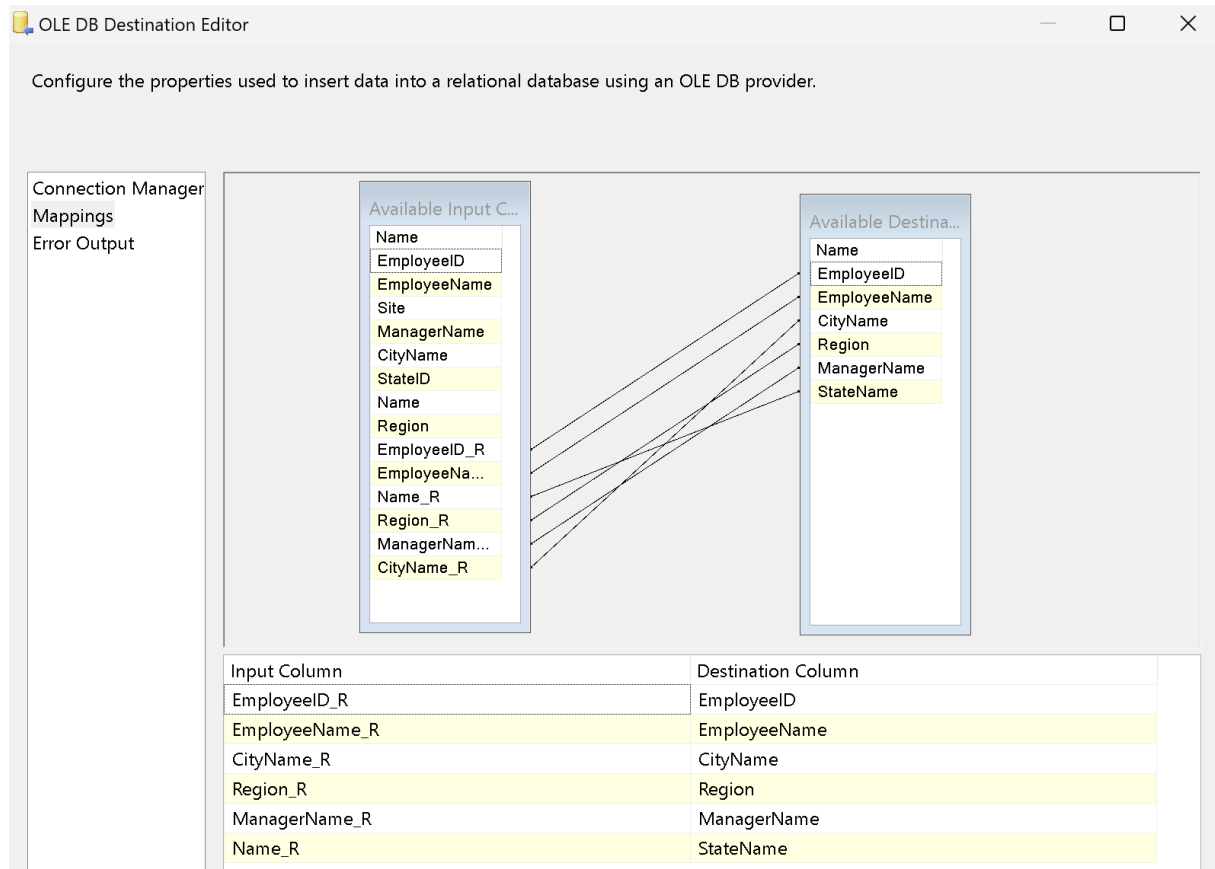 OLE DB Destination Editor
Configure the properties used to insert data into a relational database using an OLE DB provider.
Connection Manager
Mappings
Error Output
Available Input C...
Name
EmployeeID
EmployeeName
Site
ManagerName
CityName
StateID
Name
Region
EmployeeID_R
EmployeeNa...
Name_R
Region_R
ManagerNam...
CityName_R
Available Destina...
Name
EmployeeID
EmployeeName
CityName
Region
ManagerName
StateName
Input Column Destination Column
EmployeeID_R EmployeeID
EmployeeName_R EmployeeName
CityName_R CityName
Region_R Region
ManagerName_R ManagerName
Name_R StateName